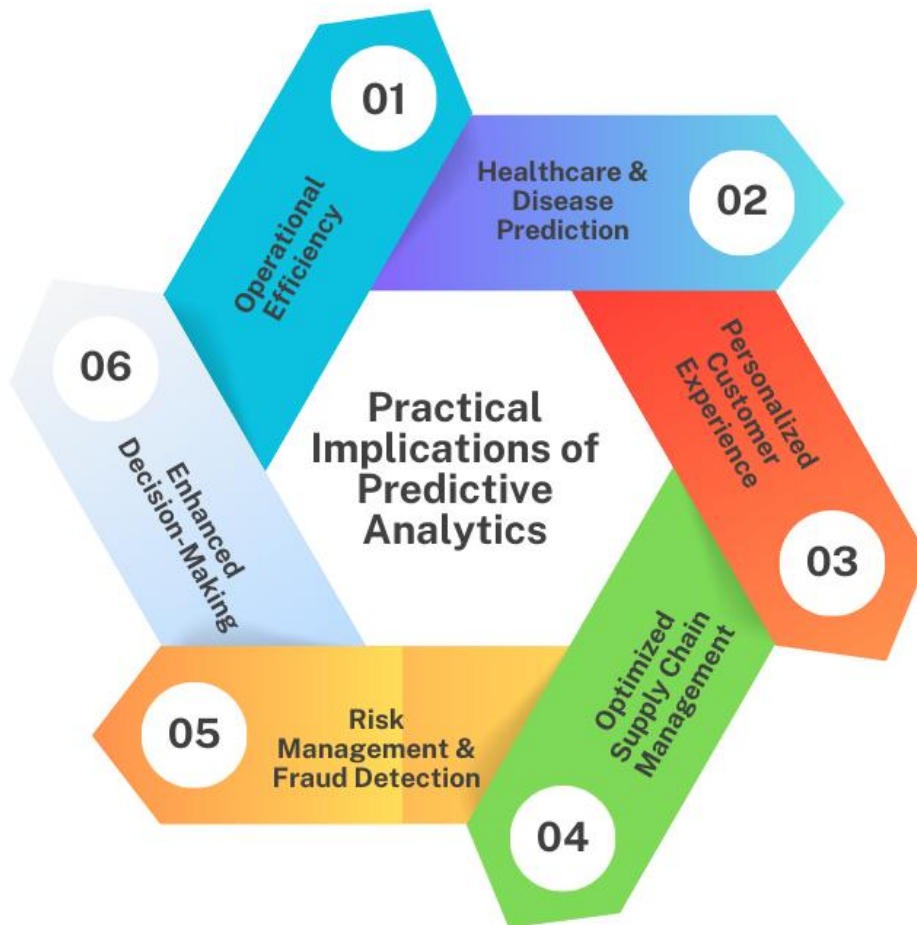 01
Operational
Efficiency
Healthcare &
Disease
Prediction
02
Personalized
Customer
Experience
03
Optimized
Supply Chain
Management
04
Risk
Management &
Fraud Detection
05
Enhanced
Decision-Making
06
Practical
Implications of
Predictive
Analytics